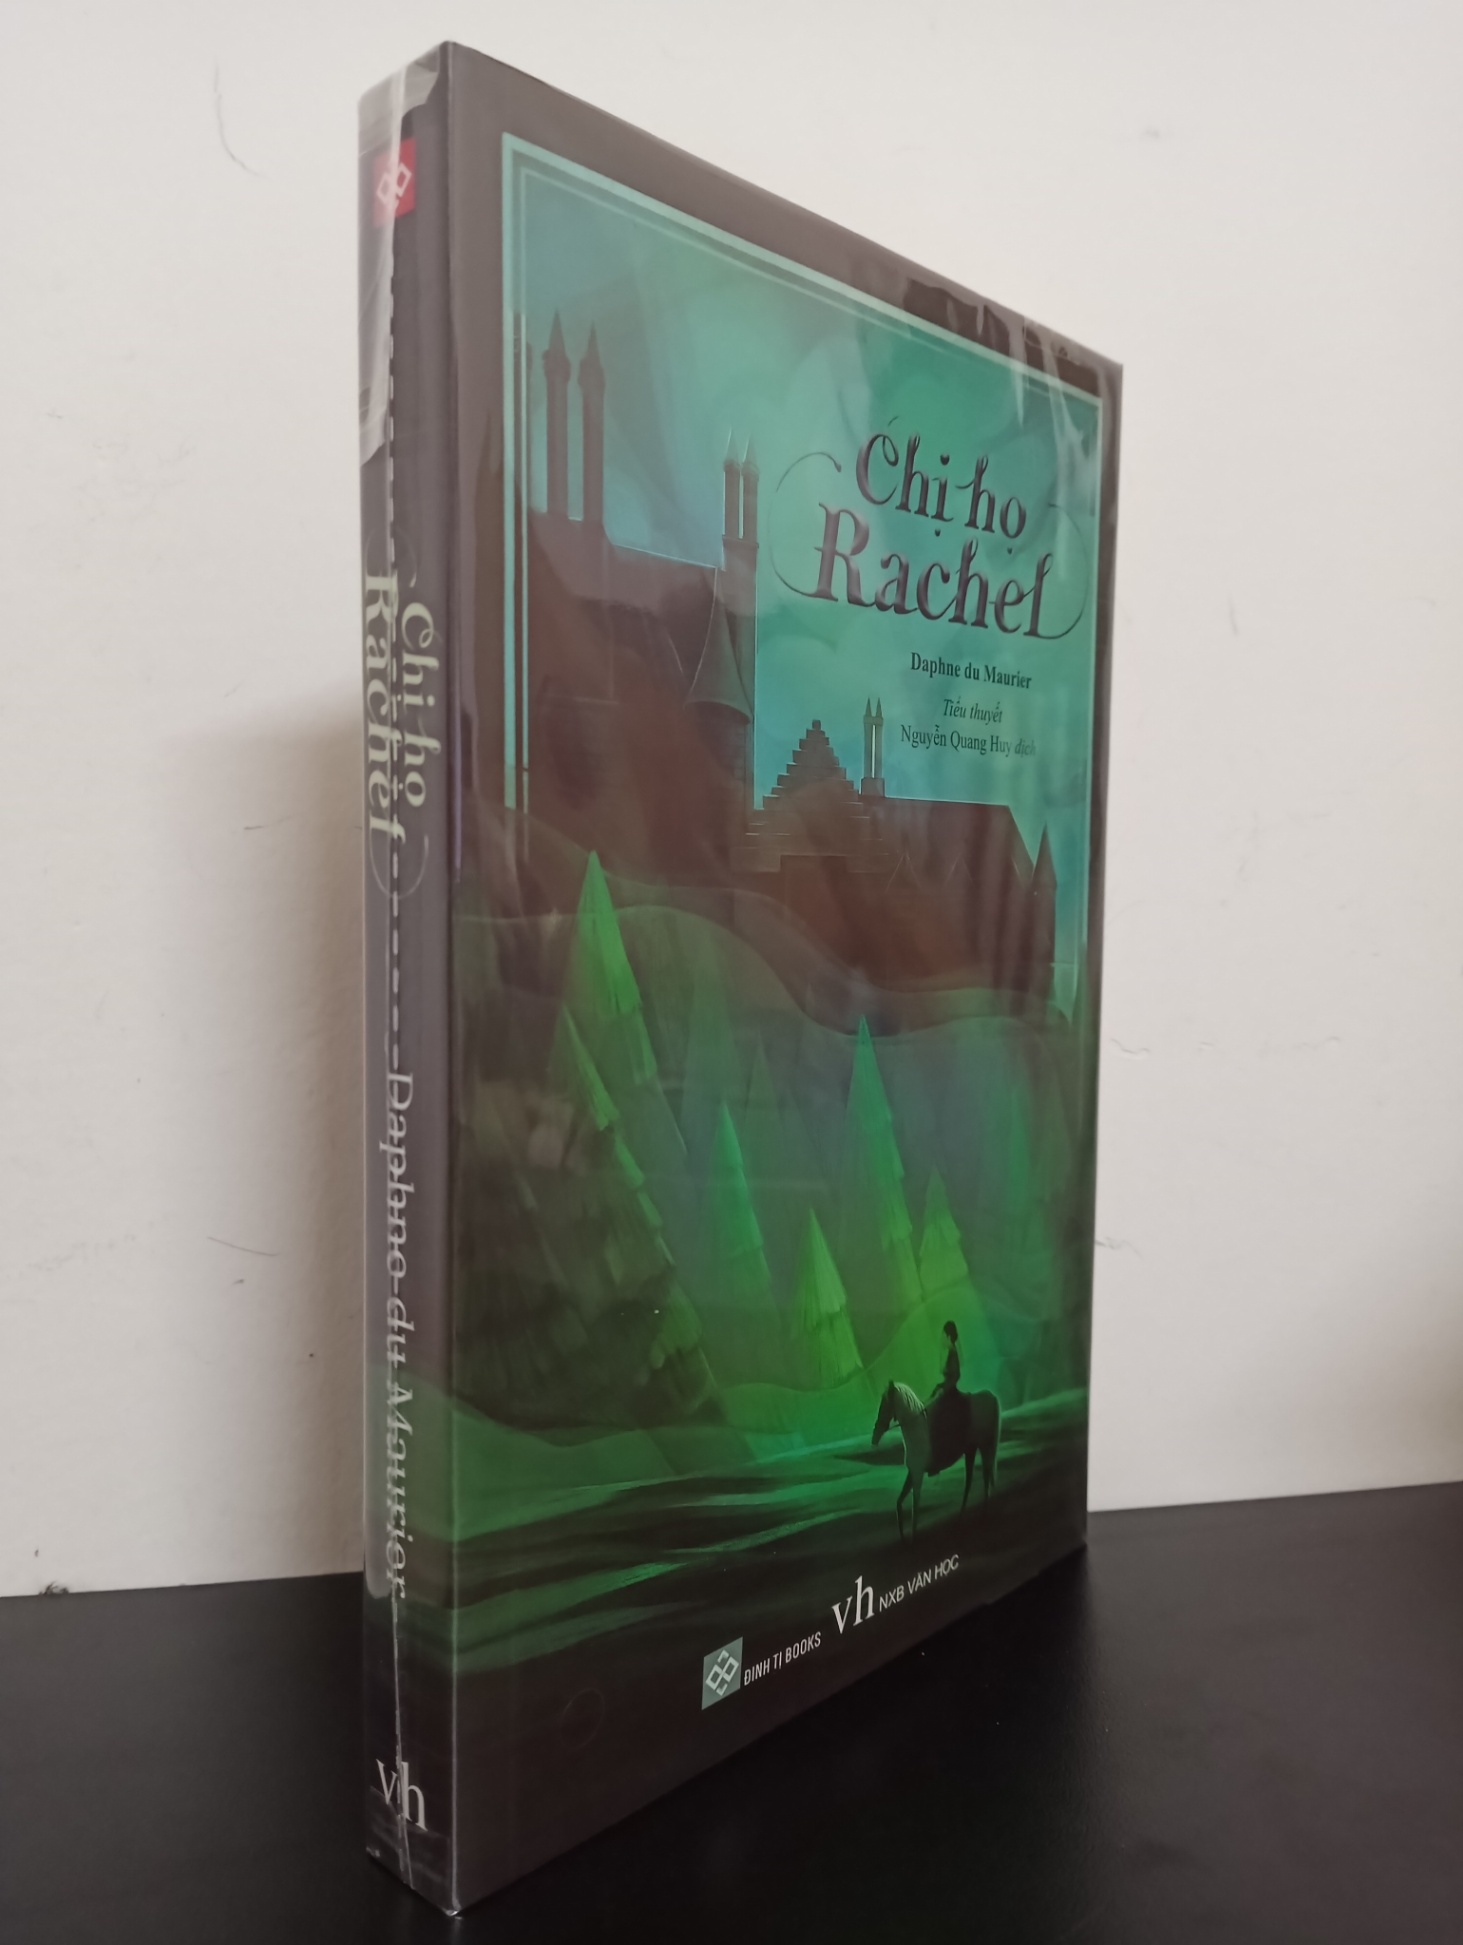 Chị họ
Rachel
Daphne du Maurier
Tiểu thuyết
Nguyễn Quang Huy dịch
ĐINH TỊ BOOKS
vh NXB VĂN HỌC
Chị họ
Rachel
Daphne du Maurier
vh